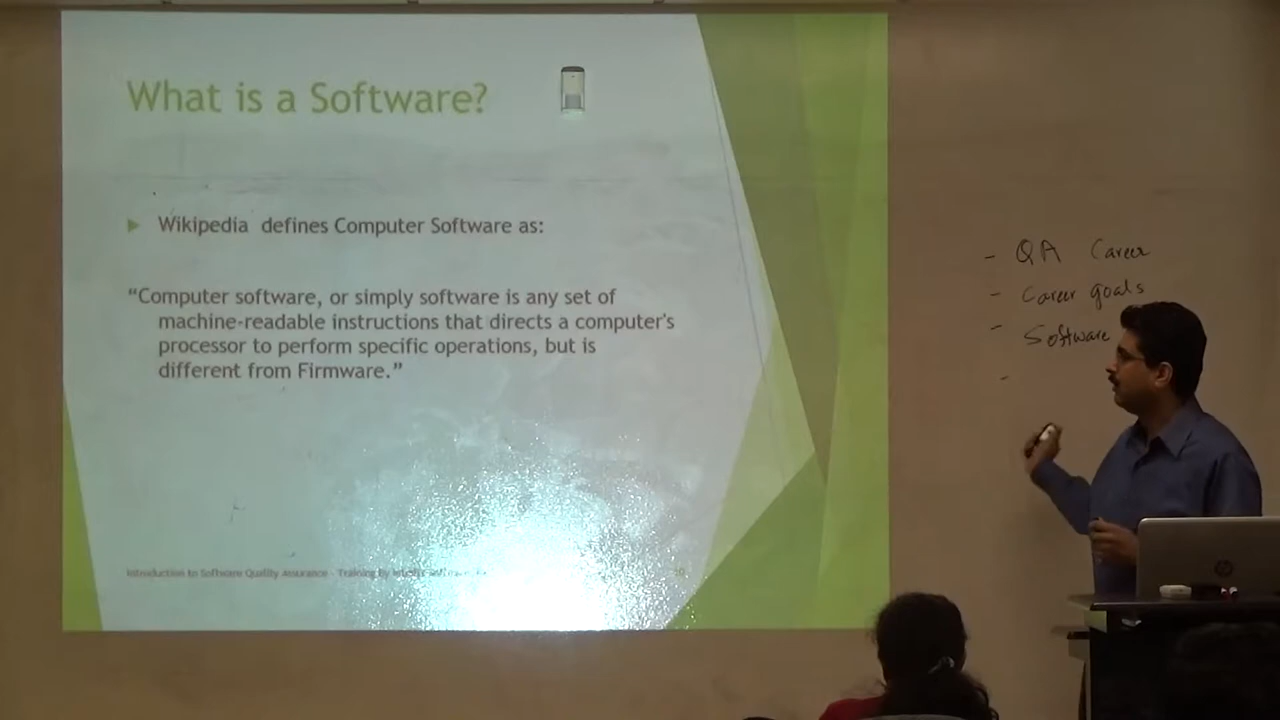 What is a Software?
Wikipedia defines Computer Software as:
“Computer software, or simply software is any set of
machine-readable instructions that directs a computer's
processor to perform specific operations, but is
different from Firmware.”
Introduction to Software Quality Assurance - Training by
- QA Career
- Career goals
- Software
-
hp